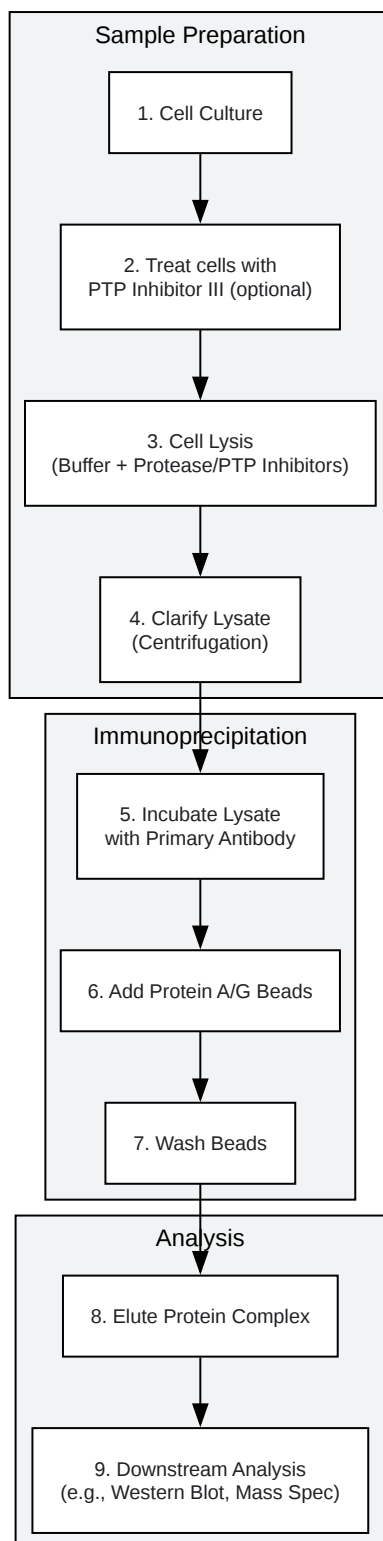 Sample Preparation
1. Cell Culture
2. Treat cells with
PTP Inhibitor III (optional)
3. Cell Lysis
(Buffer + Protease/PTP Inhibitors)
4. Clarify Lysate
(Centrifugation)
Immunoprecipitation
5. Incubate Lysate
with Primary Antibody
6. Add Protein A/G Beads
7. Wash Beads
Analysis
8. Elute Protein Complex
9. Downstream Analysis
(e.g., Western Blot, Mass Spec)